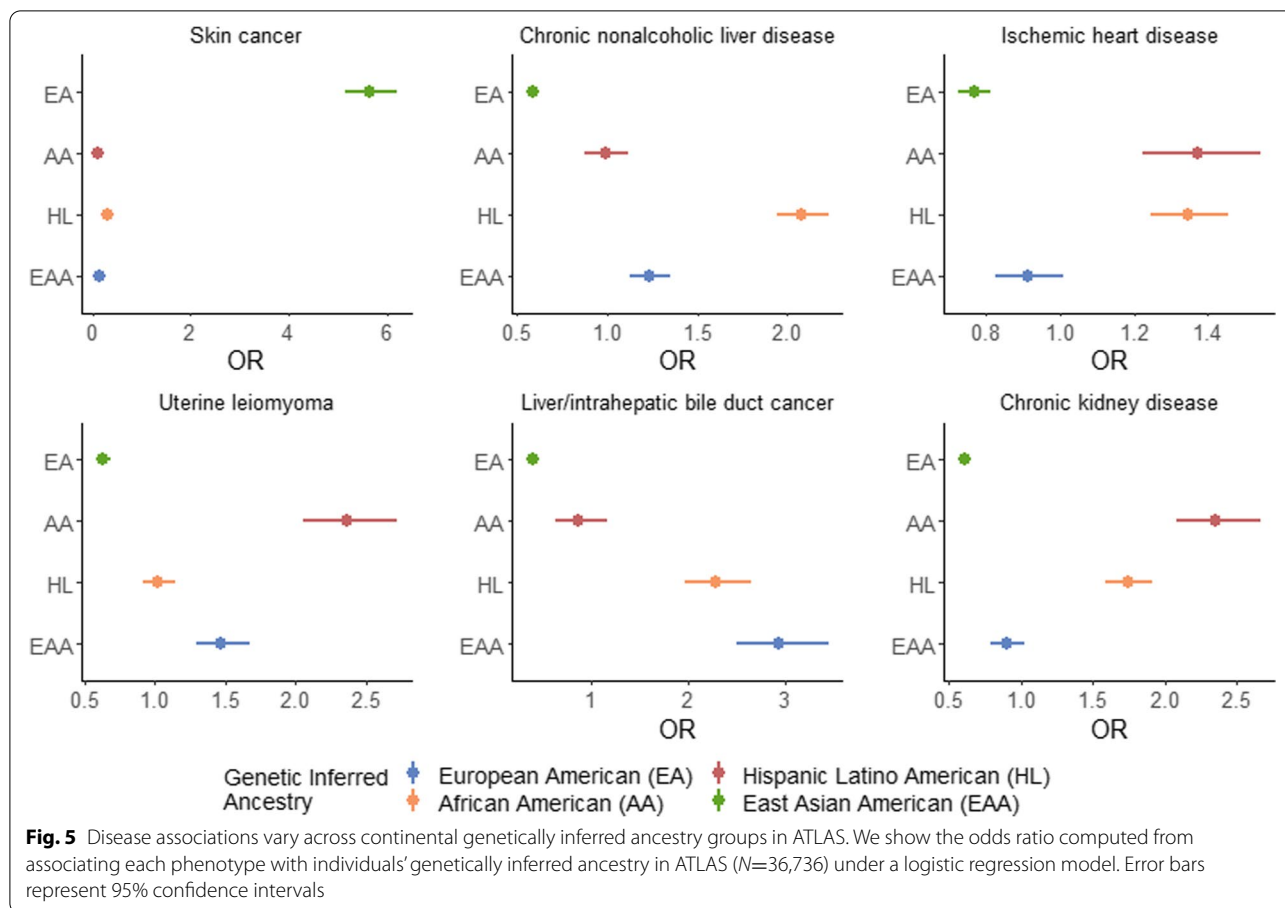 Skin cancer
EA
AA
HL
EAA
0 2 4 6
OR
Chronic nonalcoholic liver disease
EA
AA
HL
EAA
0.5 1.0 1.5 2.0
OR
Ischemic heart disease
EA
AA
HL
EAA
0.8 1.0 1.2 1.4
OR
Uterine leiomyoma
EA
AA
HL
EAA
0.5 1.0 1.5 2.0 2.5
OR
Liver/intrahepatic bile duct cancer
EA
AA
HL
EAA
1 2 3
OR
Chronic kidney disease
EA
AA
HL
EAA
0.5 1.0 1.5 2.0 2.5
OR
Genetic Inferred
Ancestry
European American (EA)
African American (AA)
Hispanic Latino American (HL)
East Asian American (EAA)
Fig. 5 Disease associations vary across continental genetically inferred ancestry groups in ATLAS. We show the odds ratio computed from
associating each phenotype with individuals' genetically inferred ancestry in ATLAS (N=36,736) under a logistic regression model. Error bars
represent 95% confidence intervals